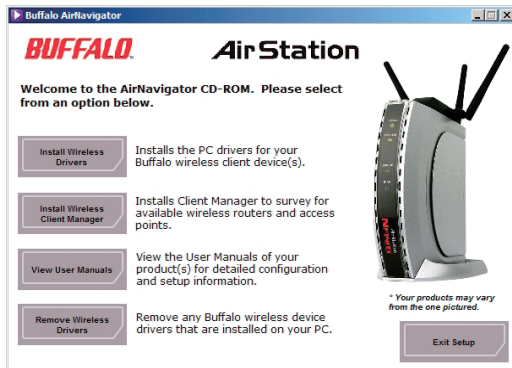 Buffalo AirNavigator
BUFFALO
AirStation
Welcome to the AirNavigator CD-ROM. Please select
from an option below.
Install Wireless
Drivers
Installs the PC drivers for your
Buffalo wireless client device(s).
Install Wireless
Client Manager
Installs Client Manager to survey for
available wireless routers and access
points.
View User Manuals
View the User Manuals of your
product(s) for detailed configuration
and setup information.
Remove Wireless
Drivers
Remove any Buffalo wireless device
drivers that are installed on your PC.
* Your products may vary
from the one pictured.
Exit Setup